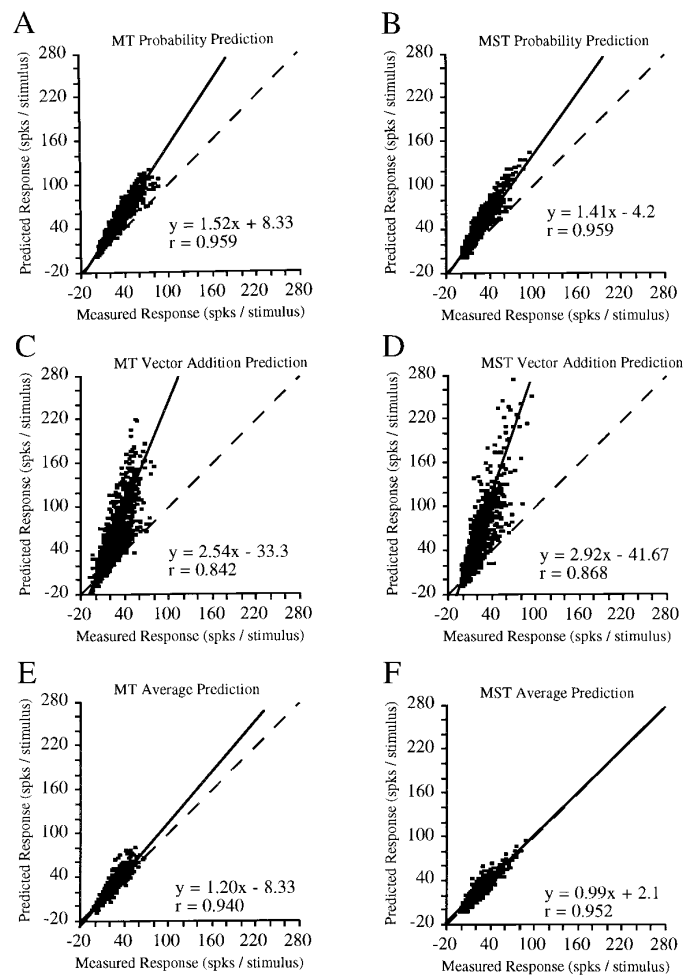 A
MT Probability Prediction
Predicted Response (spks / stimulus)
280
220
160
100
40
-20
y = 1.52x + 8.33
r = 0.959
-20 40 100 160 220 280
Measured Response (spks / stimulus)
B
MST Probability Prediction
Predicted Response (spks / stimulus)
280
220
160
100
40
-20
y = 1.41x - 4.2
r = 0.959
-20 40 100 160 220 280
Measured Response (spks / stimulus)
C
MT Vector Addition Prediction
Predicted Response (spks / stimulus)
280
220
160
100
40
-20
y = 2.54x - 33.3
r = 0.842
-20 40 100 160 220 280
Measured Response (spks / stimulus)
D
MST Vector Addition Prediction
Predicted Response (spks / stimulus)
280
220
160
100
40
-20
y = 2.92x - 41.67
r = 0.868
-20 40 100 160 220 280
Measured Response (spks / stimulus)
E
MT Average Prediction
Predicted Response (spks / stimulus)
280
220
160
100
40
-20
y = 1.20x - 8.33
r = 0.940
-20 40 100 160 220 280
Measured Response (spks / stimulus)
F
MST Average Prediction
Predicted Response (spks / stimulus)
280
220
160
100
40
-20
y = 0.99x + 2.1
r = 0.952
-20 40 100 160 220 280
Measured Response (spks / stimulus)